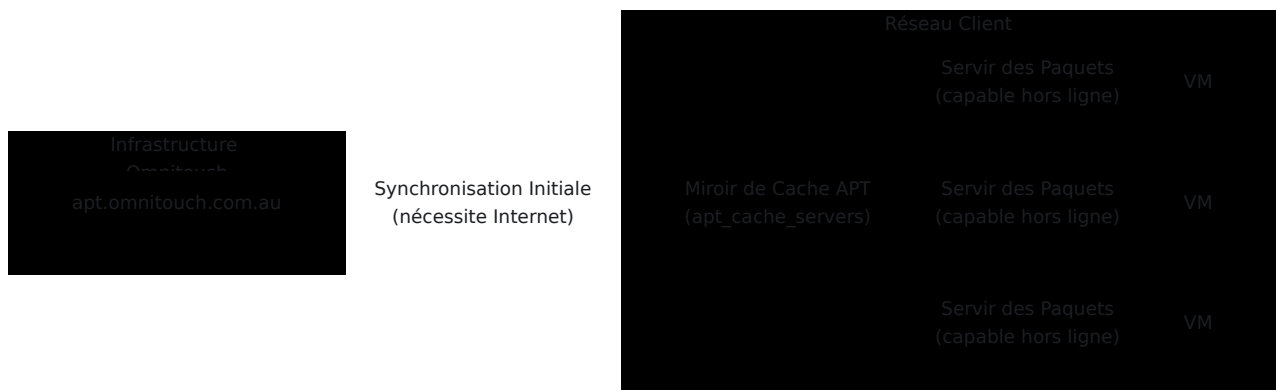 Infrastructure
Omnitouch
apt.omnitouch.com.au
Synchronisation Initiale
(nécessite Internet)
Réseau Client
Miroir de Cache APT
(apt_cache_servers)
Servir des Paquets
(capable hors ligne)
VM
Servir des Paquets
(capable hors ligne)
VM
Servir des Paquets
(capable hors ligne)
VM